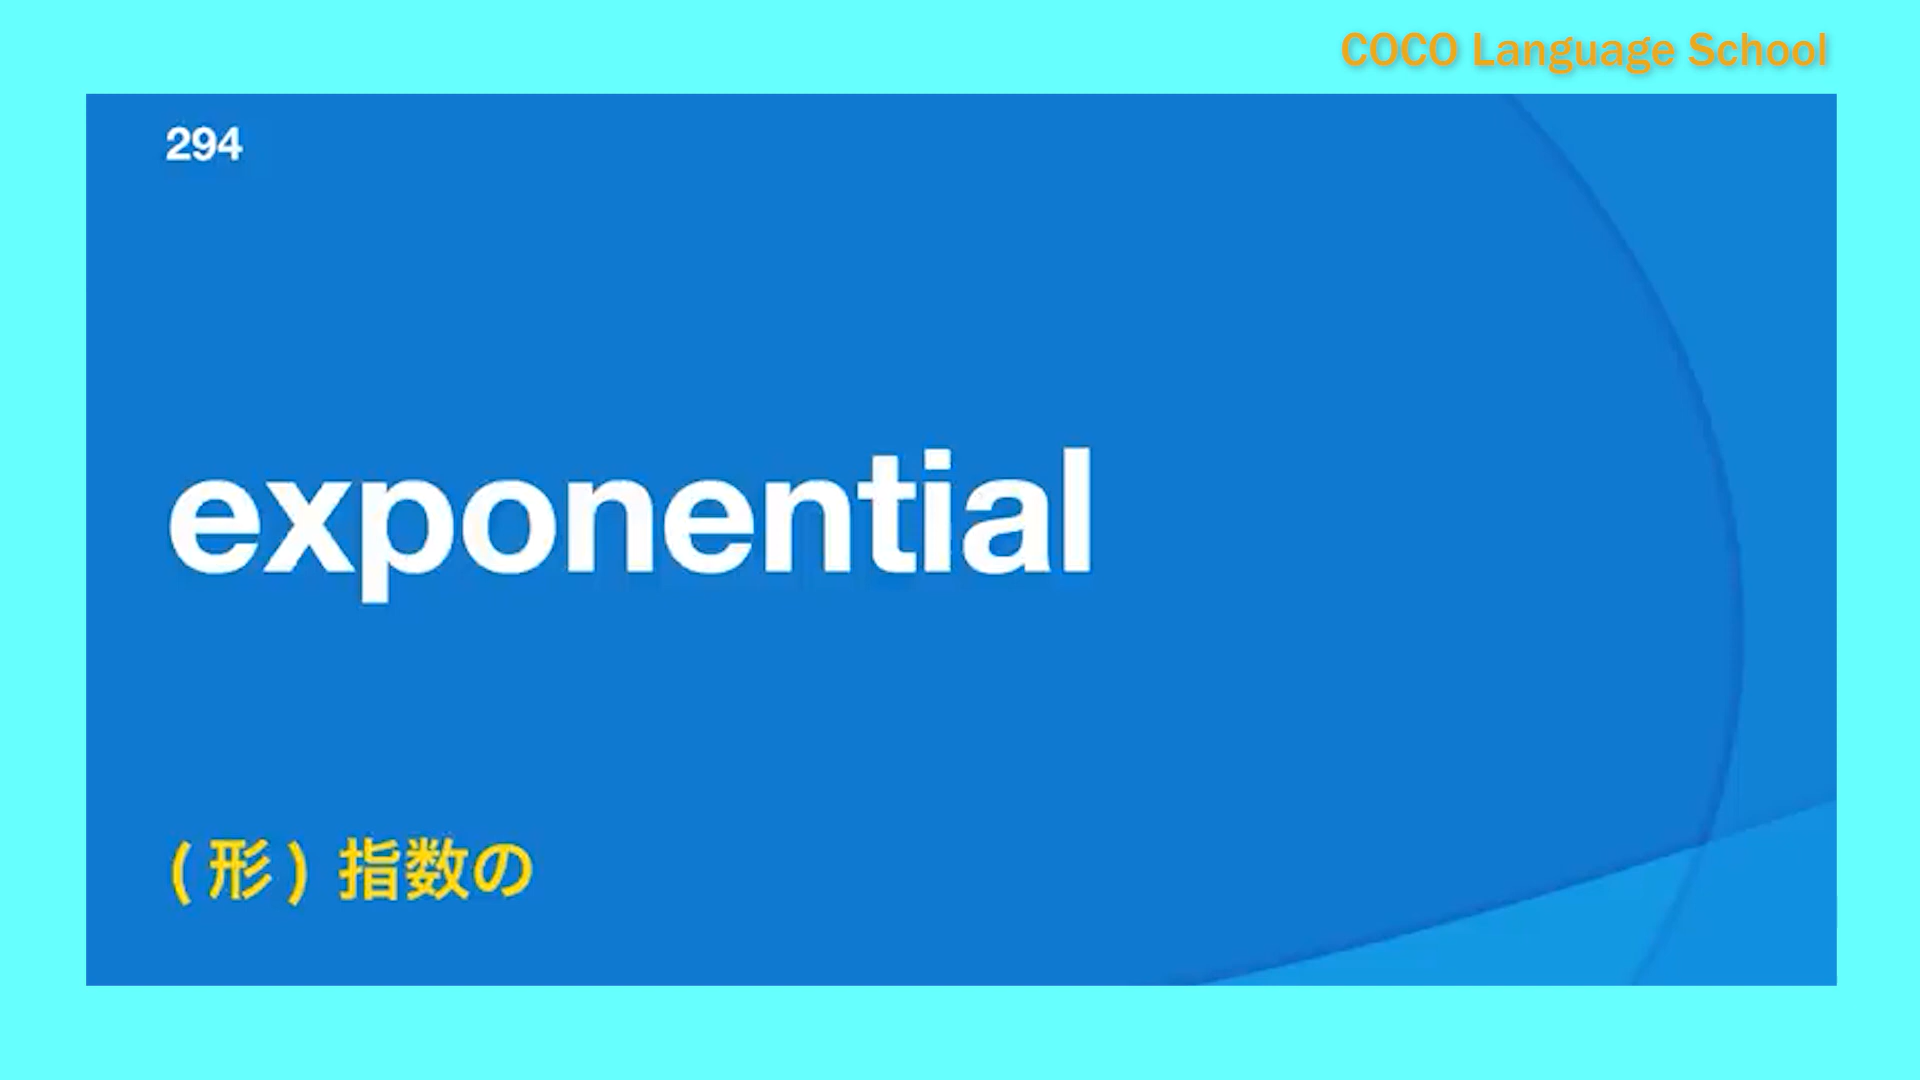 COCO Language School
294
exponential
(形) 指数の